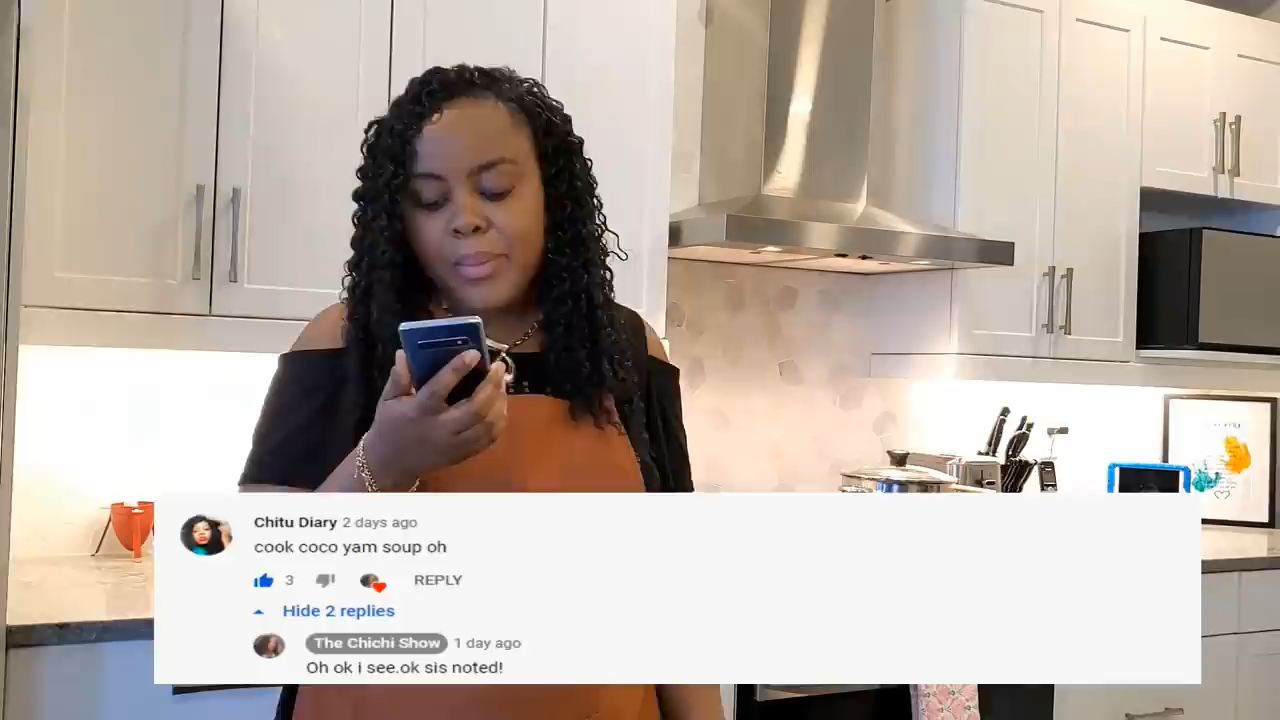 Chitu Diary 2 days ago
cook coco yam soup oh
3 REPLY
Hide 2 replies
The Chichi Show 1 day ago
Oh ok i see.ok sis noted!